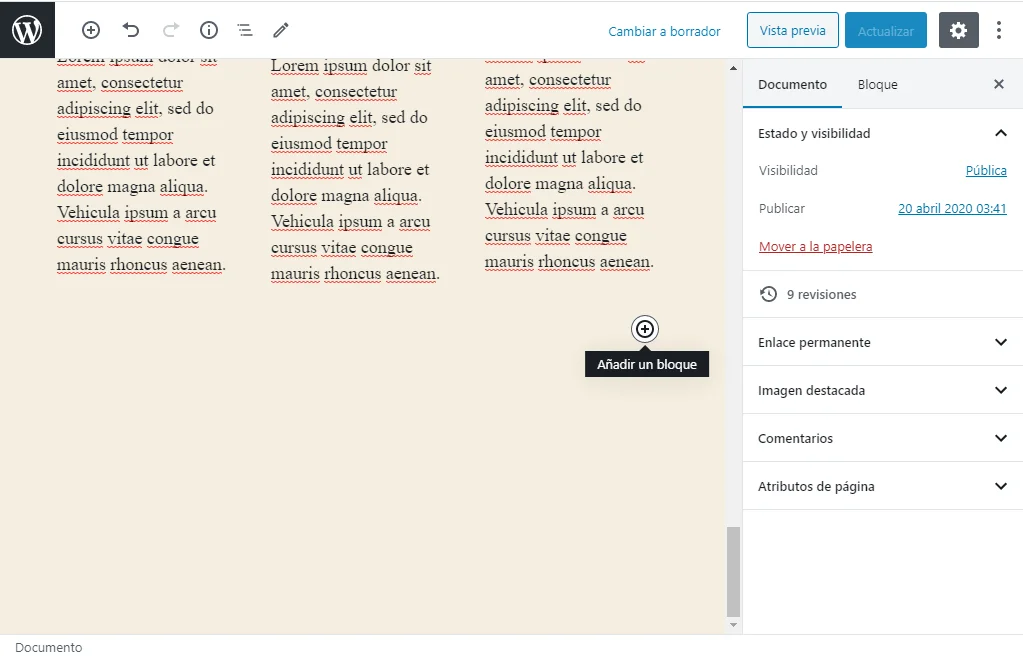 Cambiar a borrador
Vista previa
Actualizar
Lorem ipsum dolor sit
amet, consectetur
adipiscing elit, sed do
eiusmod tempor
incididunt ut labore et
dolore magna aliqua.
Vehicula ipsum a arcu
cursus vitae congue
mauris rhoncus aenean.
Lorem ipsum dolor sit
amet, consectetur
adipiscing elit, sed do
eiusmod tempor
incididunt ut labore et
dolore magna aliqua.
Vehicula ipsum a arcu
cursus vitae congue
mauris rhoncus aenean.
amet, consectetur
adipiscing elit, sed do
eiusmod tempor
incididunt ut labore et
dolore magna aliqua.
Vehicula ipsum a arcu
cursus vitae congue
mauris rhoncus aenean.
Añadir un bloque
Documento
Bloque
Estado y visibilidad
Visibilidad
Pública
Publicar
20 abril 2020 03:41
Mover a la papelera
9 revisiones
Enlace permanente
Imagen destacada
Comentarios
Atributos de página
Documento